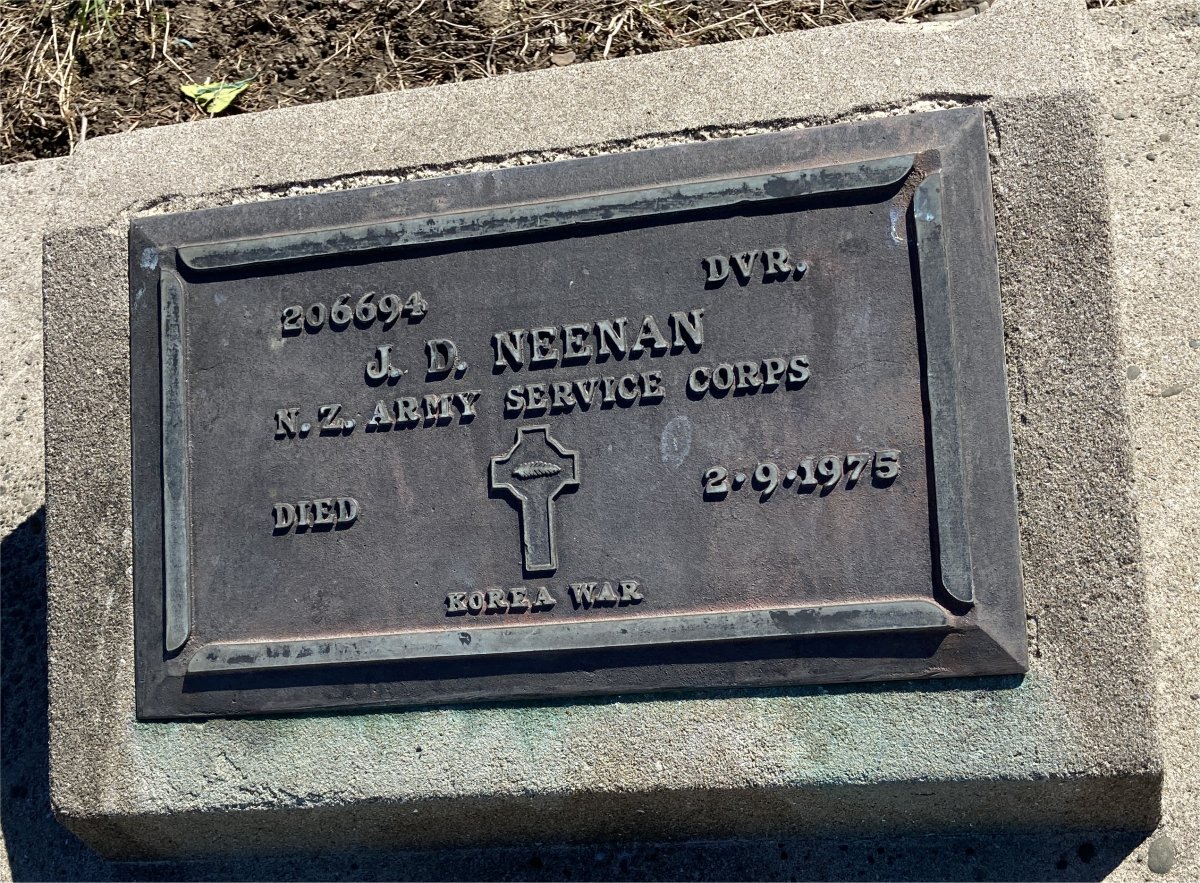 206694 DVR.
J. D. NEENAN
N.Z. ARMY SERVICE CORPS
DIED 2·9·1975
KOREA WAR